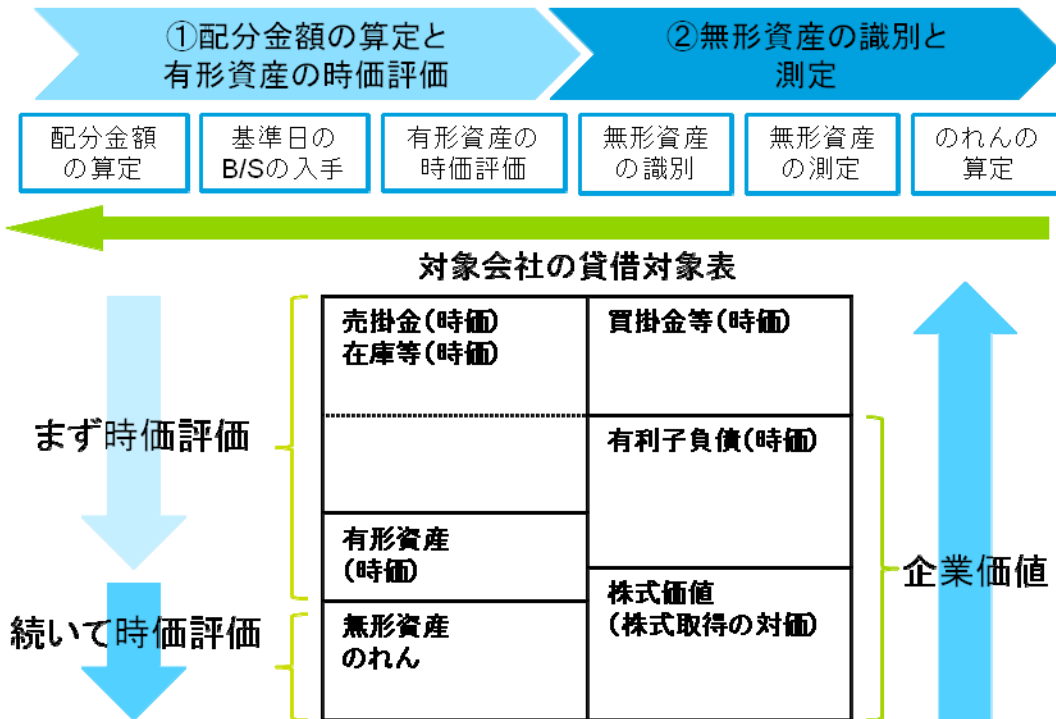 ①配分金額の算定と
有形資産の時価評価
②無形資産の識別と
測定
配分金額
の算定
基準日の
B/Sの入手
有形資産の
時価評価
無形資産
の識別
無形資産
の測定
のれんの
算定
対象会社の貸借対象表
売掛金(時価)
在庫等(時価)
買掛金等(時価)
まず時価評価
有利子負債(時価)
有形資産
(時価)
企業価値
株式価値
(株式取得の対価)
続いて時価評価
無形資産
のれん